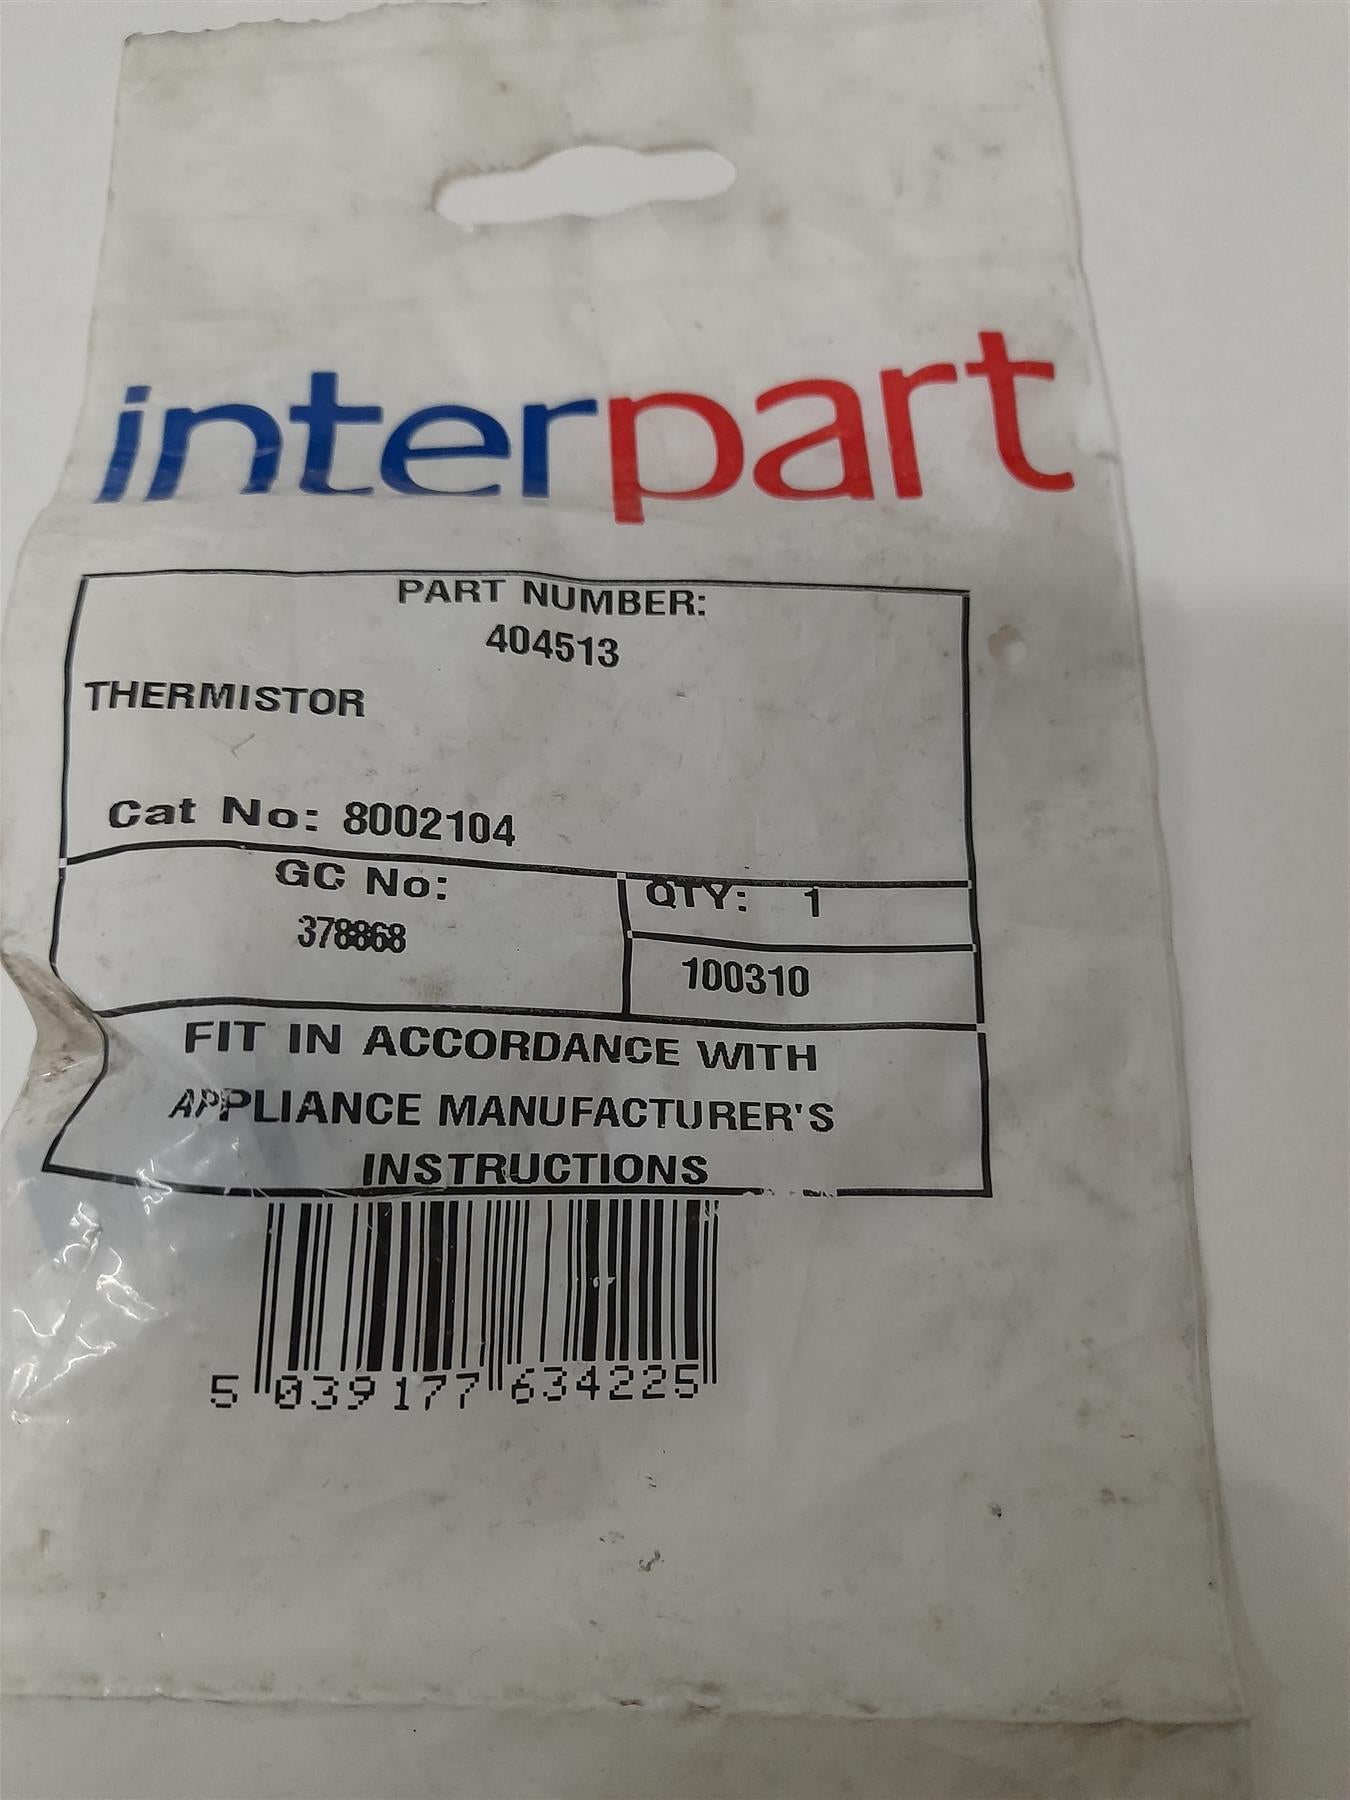 interpart
PART NUMBER:
404513
THERMISTOR
Cat No: 8002104
GC No:
378868
QTY: 1
100310
FIT IN ACCORDANCE WITH
APPLIANCE MANUFACTURER'S
INSTRUCTIONS
5 039177 634225